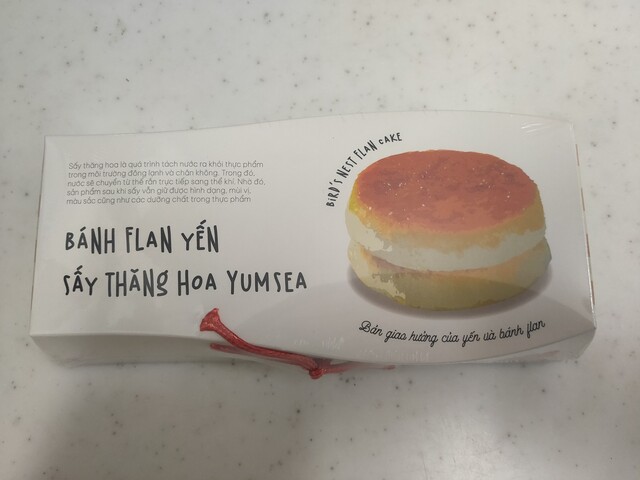 Sấy thăng hoa là quá trình tách nước ra khỏi thực phẩm
trong môi trường đông lạnh và chân không. Trong đó,
nước sẽ chuyển từ thể rắn trực tiếp sang thể khí. Nhờ đó,
sản phẩm sau khi sấy vẫn giữ được hình dạng, mùi vị,
màu sắc cũng như các dưỡng chất trong thực phẩm
BÁNH FLAN YẾN
SẤY THĂNG HOA YUMSEA
BIRD'S NEST FLAN CAKE
Bản giao hưởng của yến và bánh flan